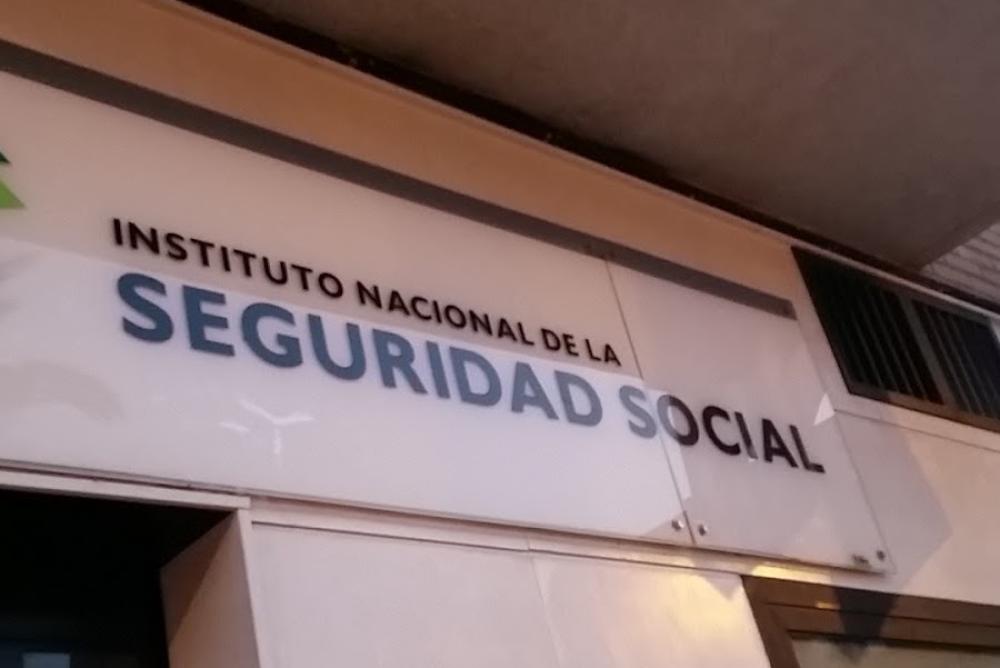 INSTITUTO NACIONAL DE LA
SEGURIDAD SOCIAL